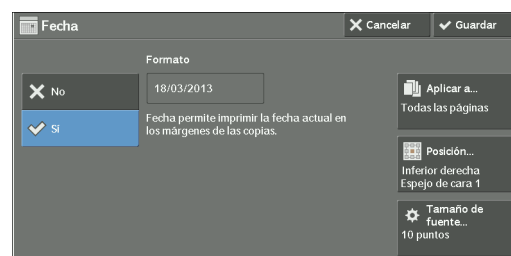 Fecha
Cancelar
Guardar
Formato
18/03/2013
Fecha permite imprimir la fecha actual en
los márgenes de las copias.
No
Sí
Aplicar a...
Todas las páginas
Posición...
Inferior derecha
Espejo de cara 1
Tamaño de
fuente...
10 puntos